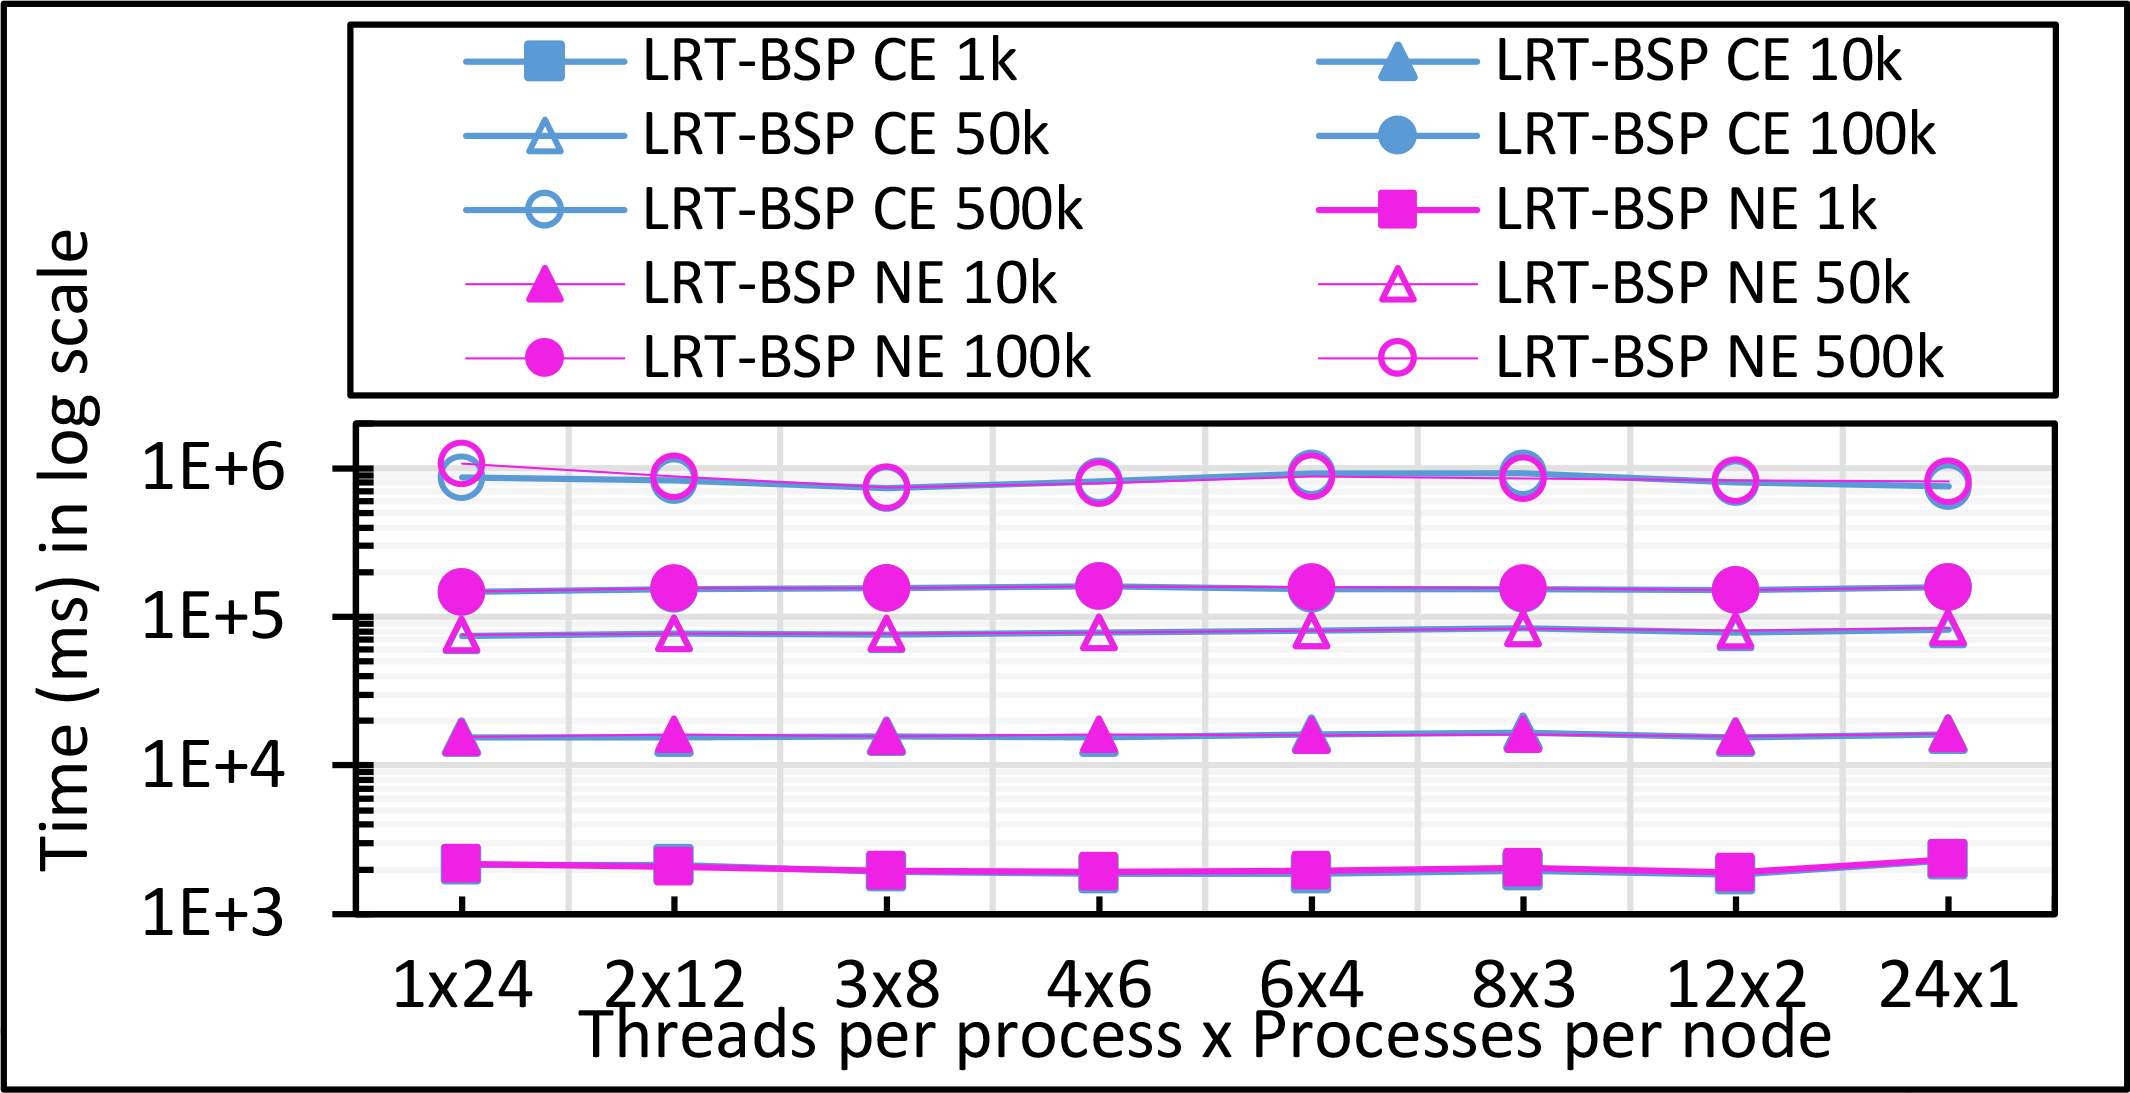 LRT-BSP CE 1k LRT-BSP CE 10k
LRT-BSP CE 50k LRT-BSP CE 100k
LRT-BSP CE 500k LRT-BSP NE 1k
LRT-BSP NE 10k LRT-BSP NE 50k
LRT-BSP NE 100k LRT-BSP NE 500k
Time (ms) in log scale
1E+6
1E+5
1E+4
1E+3
1x24 2x12 3x8 4x6 6x4 8x3 12x2 24x1
Threads per process x Processes per node